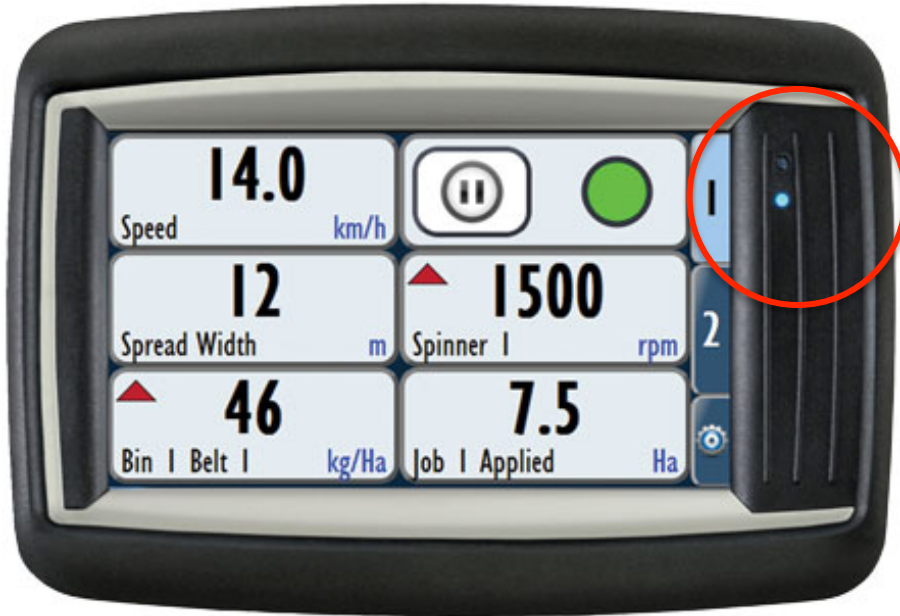 14.0
Speed km/h
1
12
Spread Width m
1500
Spinner 1 rpm
2
46
Bin 1 Belt 1 kg/Ha
7.5
Job 1 Applied Ha